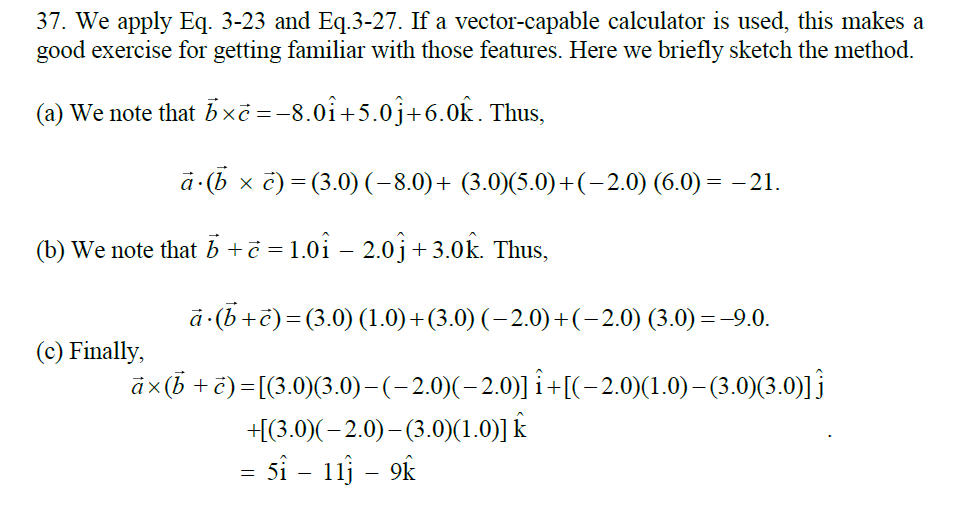 37. We apply Eq. 3-23 and Eq.3-27. If a vector-capable calculator is used, this makes a
good exercise for getting familiar with those features. Here we briefly sketch the method.
(a) We note that b⃗ × c⃗ = −8.0î + 5.0ĵ + 6.0k̂. Thus,
a⃗ · (b⃗ × c⃗) = (3.0) (−8.0) + (3.0)(5.0) + (−2.0) (6.0) = −21.
(b) We note that b⃗ + c⃗ = 1.0î − 2.0ĵ + 3.0k̂. Thus,
a⃗ · (b⃗ + c⃗) = (3.0) (1.0) + (3.0) (−2.0) + (−2.0) (3.0) = −9.0.
(c) Finally,
a⃗ × (b⃗ + c⃗) = [(3.0)(3.0) − (−2.0)(−2.0)] î + [(−2.0)(1.0) − (3.0)(3.0)] ĵ
+[(3.0)(−2.0) − (3.0)(1.0)] k̂ .
= 5î − 11ĵ − 9k̂